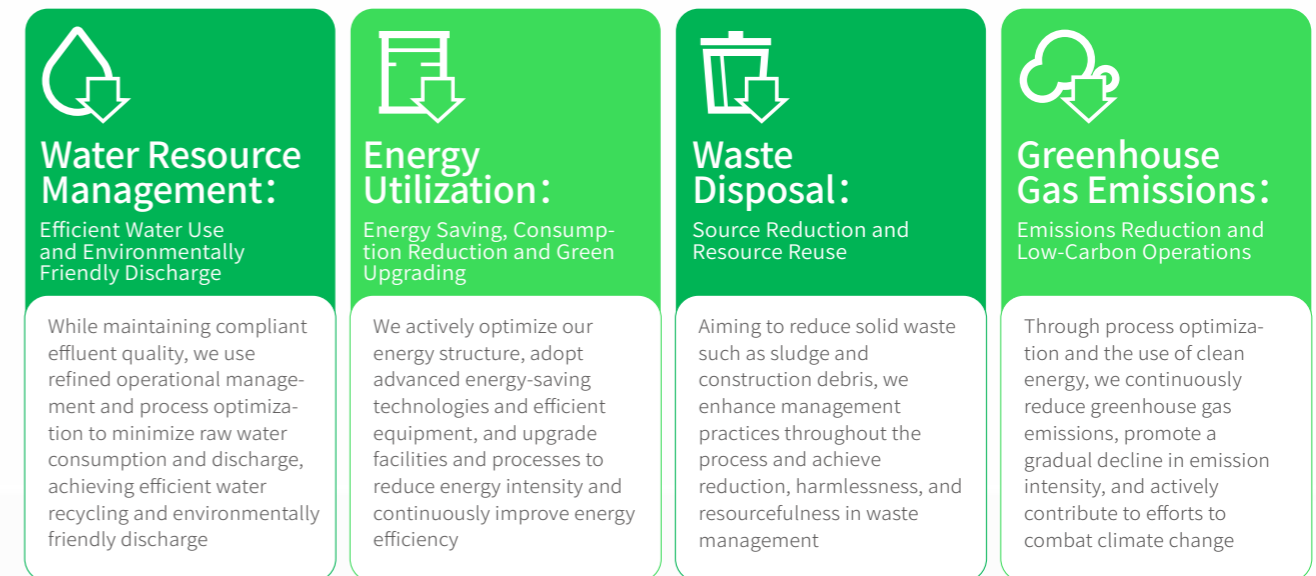 Water Resource
Management：
Efficient Water Use
and Environmentally
Friendly Discharge
While maintaining compliant
effluent quality, we use
refined operational manage-
ment and process optimiza-
tion to minimize raw water
consumption and discharge,
achieving efficient water
recycling and environmentally
friendly discharge
Energy
Utilization：
Energy Saving, Consump-
tion Reduction and Green
Upgrading
We actively optimize our
energy structure, adopt
advanced energy-saving
technologies and efficient
equipment, and upgrade
facilities and processes to
reduce energy intensity and
continuously improve energy
efficiency
Waste
Disposal：
Source Reduction and
Resource Reuse
Aiming to reduce solid waste
such as sludge and
construction debris, we
enhance management
practices throughout the
process and achieve
reduction, harmlessness, and
resourcefulness in waste
management
Greenhouse
Gas Emissions：
Emissions Reduction and
Low-Carbon Operations
Through process optimiza-
tion and the use of clean
energy, we continuously
reduce greenhouse gas
emissions, promote a
gradual decline in emission
intensity, and actively
contribute to efforts to
combat climate change